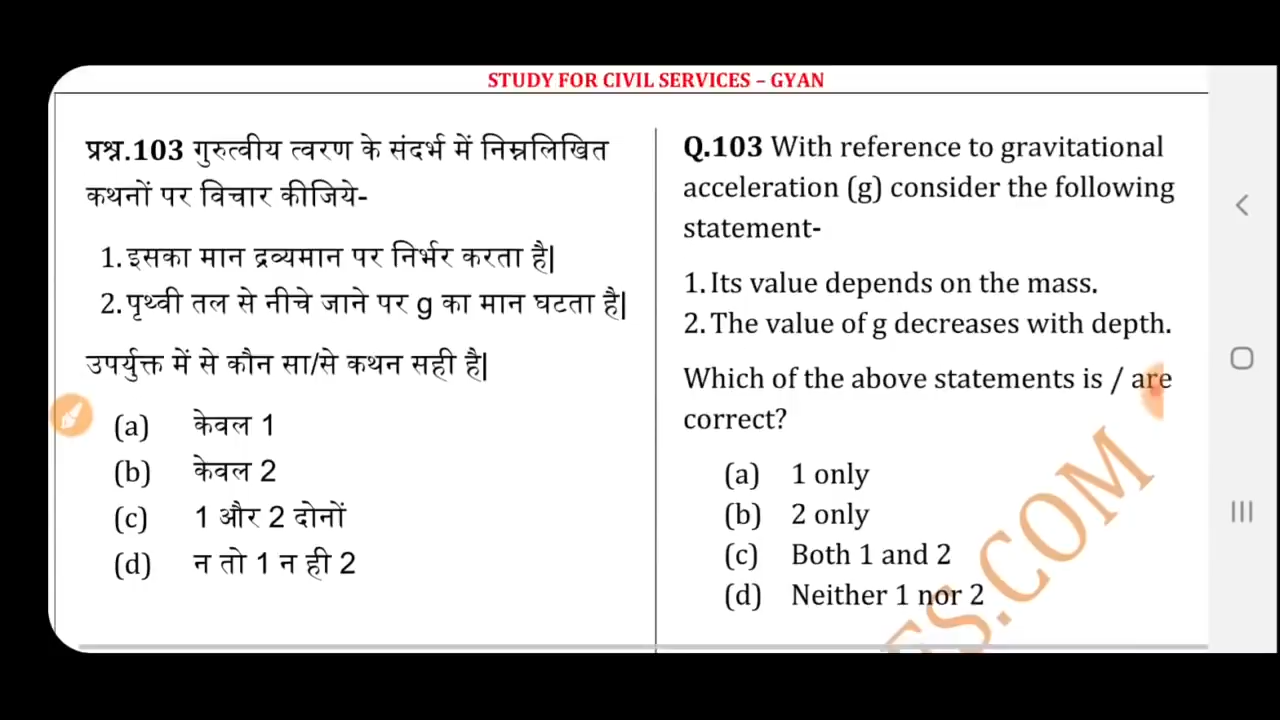 STUDY FOR CIVIL SERVICES – GYAN
प्रश्न.103 गुरुत्वीय त्वरण के संदर्भ में निम्नलिखित
कथनों पर विचार कीजिये-
1. इसका मान द्रव्यमान पर निर्भर करता है|
2. पृथ्वी तल से नीचे जाने पर g का मान घटता है|
उपर्युक्त में से कौन सा/से कथन सही है|
(a) केवल 1
(b) केवल 2
(c) 1 और 2 दोनों
(d) न तो 1 न ही 2
Q.103 With reference to gravitational
acceleration (g) consider the following
statement-
1. Its value depends on the mass.
2. The value of g decreases with depth.
Which of the above statements is / are
correct?
(a) 1 only
(b) 2 only
(c) Both 1 and 2
(d) Neither 1 nor 2
ES.COM